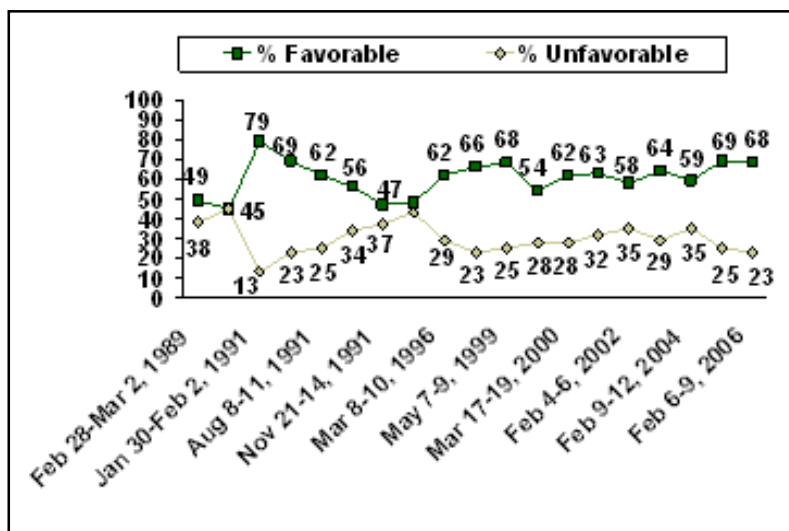 % Favorable % Unfavorable
100
90
80
70
60
50
40
30
20
10
0
49 45 79 69 62 56 47 62 66 68 54 62 63 58 64 59 69 68
38 13 23 25 34 37 29 23 25 28 28 32 35 29 35 25 23
Feb 28-Mar 2, 1989
Jan 30-Feb 2, 1991
Aug 8-11, 1991
Nov 21-14, 1991
Mar 8-10, 1996
May 7-9, 1999
Mar 17-19, 2000
Feb 4-6, 2002
Feb 9-12, 2004
Feb 6-9, 2006